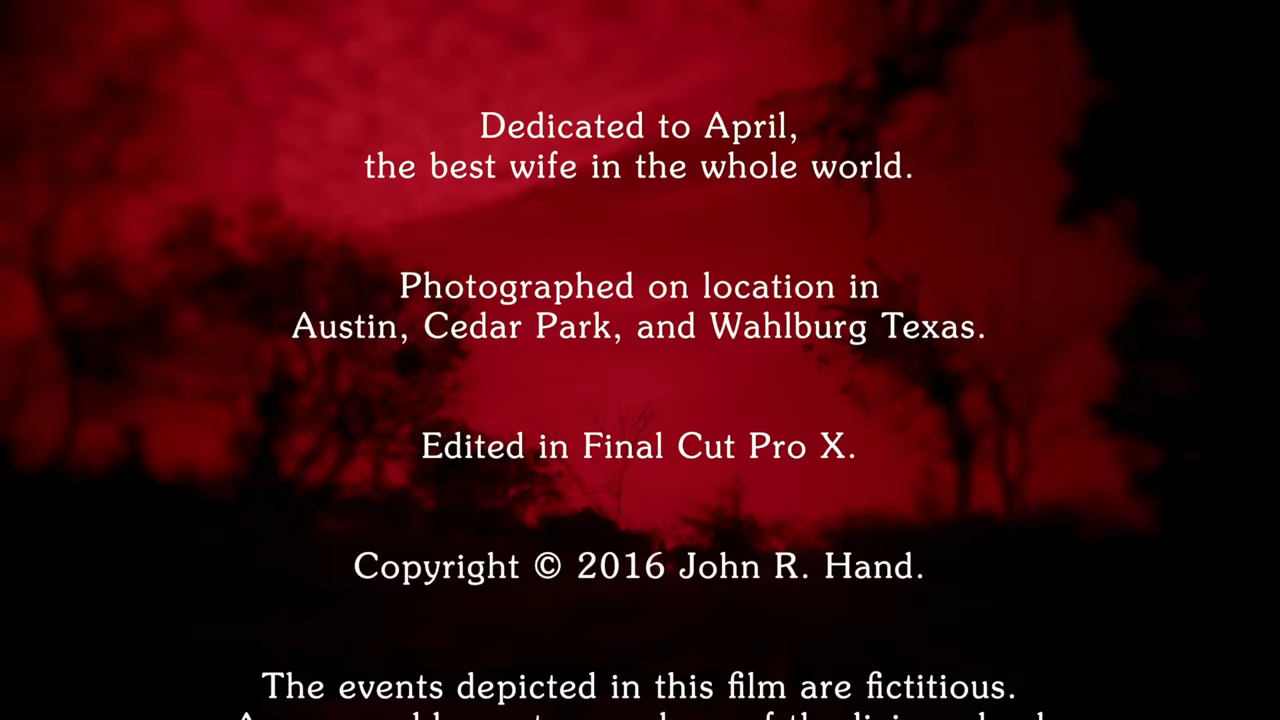 Dedicated to April,
the best wife in the whole world.
Photographed on location in
Austin, Cedar Park, and Wahlburg Texas.
Edited in Final Cut Pro X.
Copyright © 2016 John R. Hand.
The events depicted in this film are fictitious.